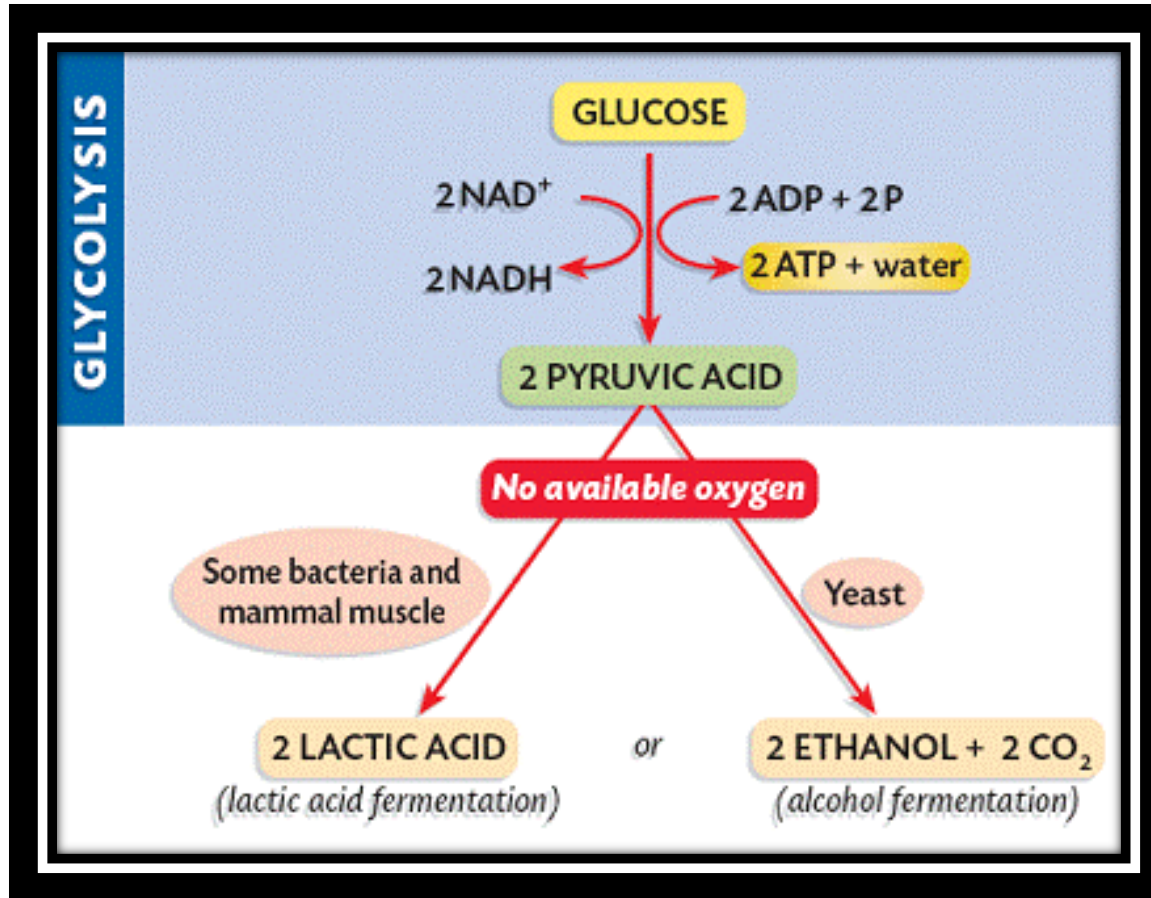 GLYCOLYSIS
GLUCOSE
2 NAD⁺
2 ADP + 2 P
2 NADH
2 ATP + water
2 PYRUVIC ACID
No available oxygen
Some bacteria and
mammal muscle
Yeast
2 LACTIC ACID
(lactic acid fermentation)
or
2 ETHANOL + 2 CO₂
(alcohol fermentation)